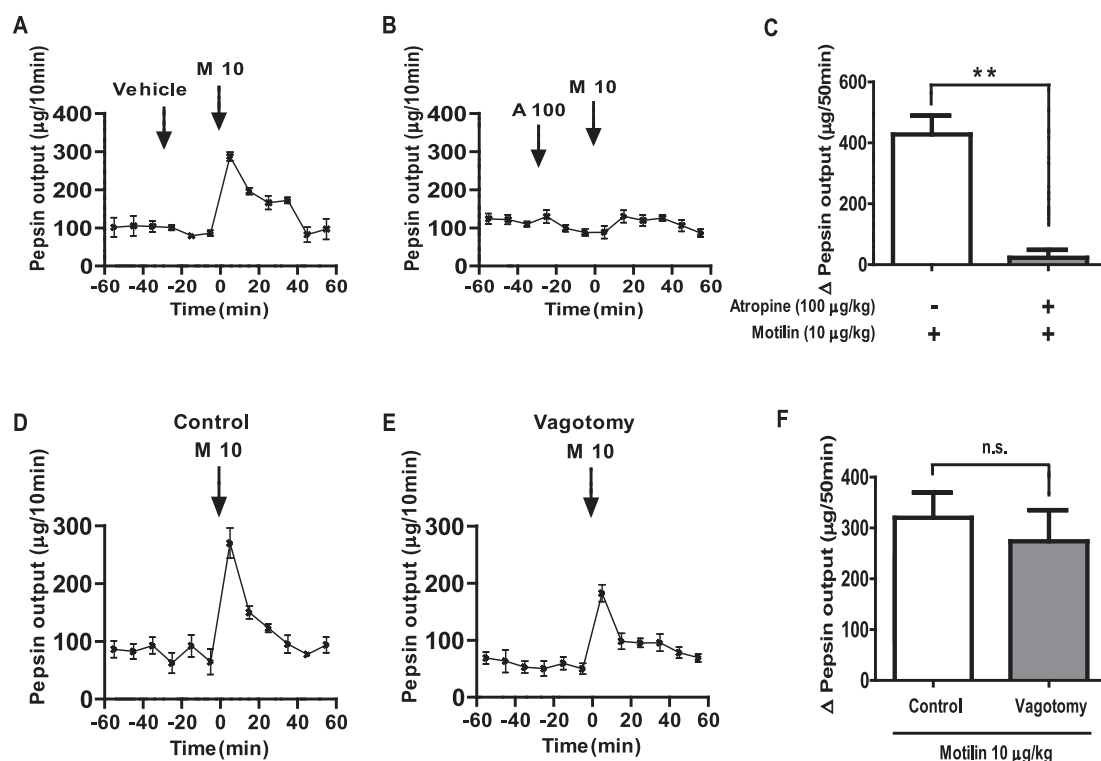 A
Pepsin output (µg/10min)
Vehicle
M 10
400
300
200
100
0
-60 -40 -20 0 20 40 60
Time (min)
B
Pepsin output (µg/10min)
A 100
M 10
400
300
200
100
0
-60 -40 -20 0 20 40 60
Time (min)
C
Δ Pepsin output (µg/50min)
**
600
400
200
0
Atropine (100 µg/kg) - +
Motilin (10 µg/kg) + +
D
Control
M 10
Pepsin output (µg/10min)
300
200
100
0
-60 -40 -20 0 20 40 60
Time (min)
E
Vagotomy
M 10
Pepsin output (µg/10min)
300
200
100
0
-60 -40 -20 0 20 40 60
Time (min)
F
Δ Pepsin output (µg/50min)
n.s.
400
300
200
100
0
Control Vagotomy
Motilin 10 µg/kg